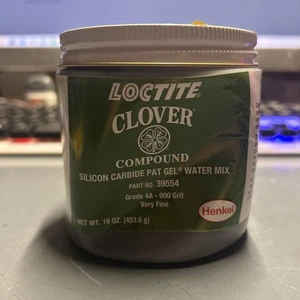 LOCTITE®
CLOVER
COMPOUND
SILICON CARBIDE PAT GEL® WATER MIX
PART NO. 39554
Grade 4A - 600 Grit
Very Fine
Henkel
NET WT. 16 OZ. (453.6g)